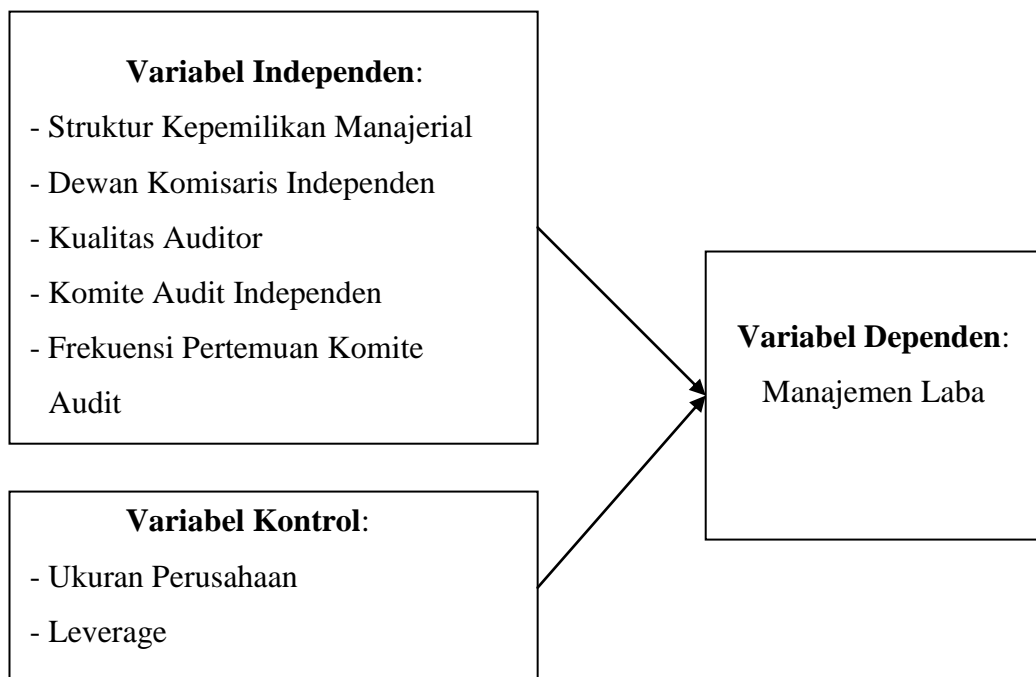 Variabel Independen:
- Struktur Kepemilikan Manajerial
- Dewan Komisaris Independen
- Kualitas Auditor
- Komite Audit Independen
- Frekuensi Pertemuan Komite
Audit
Variabel Kontrol:
- Ukuran Perusahaan
- Leverage
Variabel Dependen:
Manajemen Laba